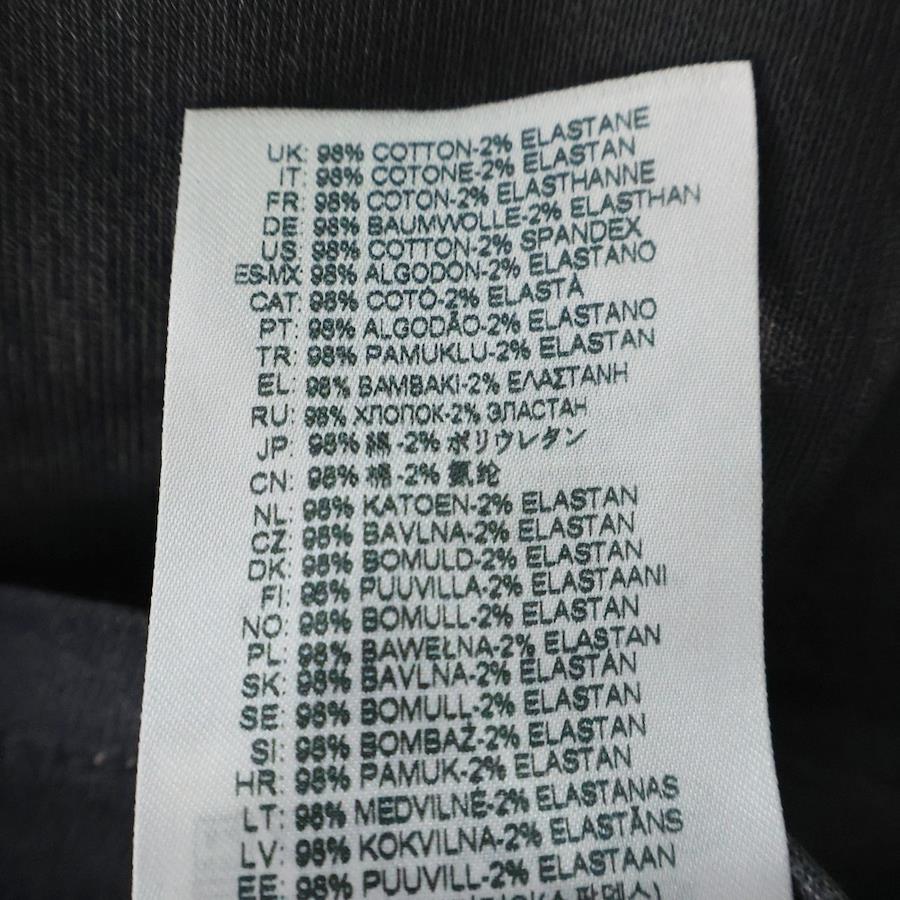 UK: 98% COTTON-2% ELASTANE
IT: 98% COTONE-2% ELASTAN
FR: 98% COTON-2% ELASTHANNE
DE: 98% BAUMWOLLE-2% ELASTHAN
US: 98% COTTON-2% SPANDEX
ES-MX: 98% ALGODON-2% ELASTANO
CAT: 98% COTÓ-2% ELASTÀ
PT: 98% ALGODÃO-2% ELASTANO
TR: 98% PAMUKLU-2% ELASTAN
EL: 98% BAMBAKI-2% ΕΛΑΣΤΑΝΗ
RU: 98% ХЛОПОК-2% ЭЛАСТАН
JP: 98% 綿 -2% ポリウレタン
CN: 98% 棉 -2% 氨纶
NL: 98% KATOEN-2% ELASTAN
CZ: 98% BAVLNA-2% ELASTAN
DK: 98% BOMULD-2% ELASTAN
FI: 98% PUUVILLA-2% ELASTAANI
NO: 98% BOMULL-2% ELASTAN
PL: 98% BAWEŁNA-2% ELASTAN
SK: 98% BAVLNA-2% ELASTAN
SE: 98% BOMULL-2% ELASTAN
SI: 98% BOMBAŽ-2% ELASTAN
HR: 98% PAMUK-2% ELASTAN
LT: 98% MEDVILNĖ-2% ELASTANAS
LV: 98% KOKVILNA-2% ELASTĀNS
EE: 98% PUUVILL-2% ELASTAAN